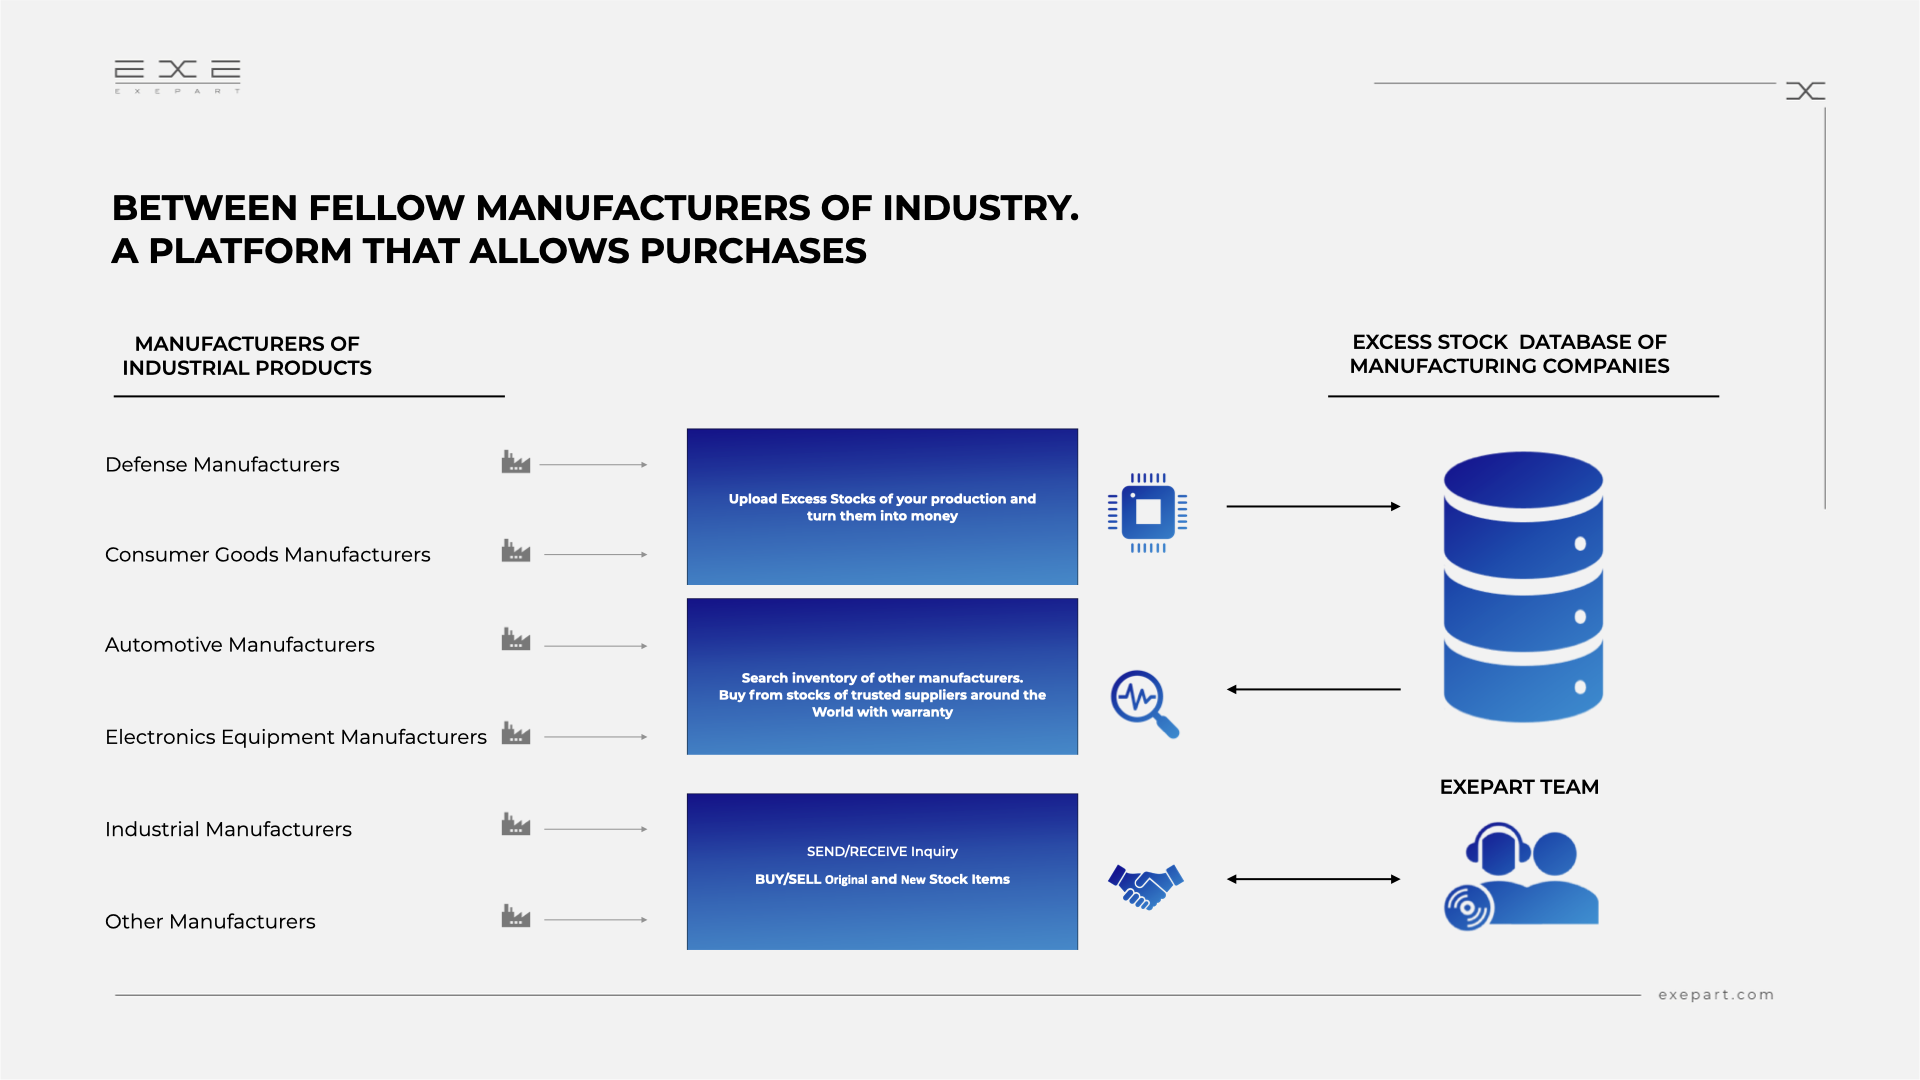 EXE
EXEPART
BETWEEN FELLOW MANUFACTURERS OF INDUSTRY.
A PLATFORM THAT ALLOWS PURCHASES
MANUFACTURERS OF
INDUSTRIAL PRODUCTS
Defense Manufacturers
Consumer Goods Manufacturers
Automotive Manufacturers
Electronics Equipment Manufacturers
Industrial Manufacturers
Other Manufacturers
Upload Excess Stocks of your production and
turn them into money
Search inventory of other manufacturers.
Buy from stocks of trusted suppliers around the
World with warranty
SEND/RECEIVE Inquiry
BUY/SELL Original and New Stock Items
EXCESS STOCK  DATABASE OF
MANUFACTURING COMPANIES
EXEPART TEAM
exepart.com